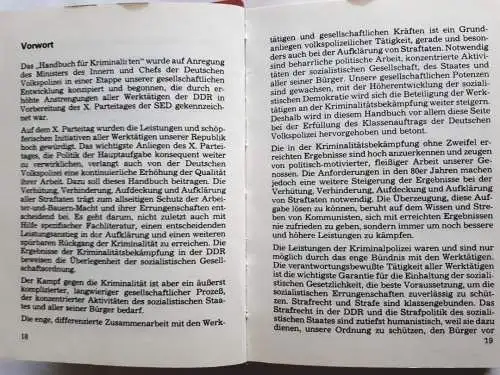 Vorwort
Das „Handbuch für Kriminalisten" wurde auf Anregung
des Ministers des Innern und Chefs der Deutschen
Volkspolizei in einer Etappe unserer gesellschaftlichen
Entwicklung konzipiert und begonnen, die durch er-
höhte Anstrengungen aller Werktätigen der DDR in
Vorbereitung des X. Parteitages der SED gekennzeich-
net war.
Auf dem X. Parteitag wurden die Leistungen und schöp-
ferischen Initiativen aller Werktätigen unserer Republik
hoch gewürdigt. Das wichtigste Anliegen des X. Partei-
tages, die Politik der Hauptaufgabe konsequent weiter
zu verwirklichen, verlangt auch von der Deutschen
Volkspolizei eine kontinuierliche Erhöhung der Qualität
ihrer Arbeit. Dazu soll dieses Handbuch beitragen. Die
Verhütung, Verhinderung, Aufdeckung und Aufklärung
aller Straftaten trägt zum allseitigen Schutz der Arbei-
ter-und-Bauern-Macht und ihrer Errungenschaften ent-
scheidend bei. Es geht darum, nicht zuletzt auch mit
Hilfe spezifischer Fachliteratur, einen entscheidenden
Leistungsanstieg in der Aufklärung und einen weiteren
spürbaren Rückgang der Kriminalität zu erreichen. Die
Ergebnisse der Kriminalitätsbekämpfung in der DDR
beweisen die Überlegenheit der sozialistischen Gesell-
schaftsordnung.
Der Kampf gegen die Kriminalität ist aber ein äußerst
komplizierter, langwieriger gesellschaftlicher Prozeß,
der konzentrierter Aktivitäten des sozialistischen Staa-
tes und aller seiner Bürger bedarf.
Die enge, differenzierte Zusammenarbeit mit den Werk-
18
tätigen und gesellschaftlichen Kräften ist ein Grund-
anliegen volkspolizeilicher Tätigkeit, gerade und beson-
ders auch bei der Aufklärung von Straftaten. Notwendig
sind beharrliche politische Arbeit, konzentrierte Aktivi-
täten der sozialistischen Gesellschaft, des Staates und
aller seiner Bürger. Unsere gesellschaftlichen Potenzen
sind gewachsen, mit der Höherentwicklung der soziali-
stischen Demokratie wird sich die Beteiligung der Werk-
tätigen an der Kriminalitätsbekämpfung weiter steigern.
Deshalb wird in diesem Handbuch vor allem diese Seite
bei der Erfüllung des Klassenauftrags der Deutschen
Volkspolizei hervorgehoben und betont.
Die in der Kriminalitätsbekämpfung ohne Zweifel er-
reichten Ergebnisse sind hoch anzuerkennen und zeugen
von politisch-motivierter, fleißiger Arbeit unserer Ge-
nossen. Die Anforderungen in den 80er Jahren machen
jedoch eine weitere Steigerung der Ergebnisse bei der
Verhütung, Verhinderung, Aufdeckung und Aufklärung
von Straftaten notwendig. Die Überzeugung, diese Auf-
gabe lösen zu können, beruht auf dem Wissen und Stre-
ben von Kommunisten, sich mit erreichten Ergebnissen
nie zufrieden zu geben, sondern immer um noch bessere
und höhere Leistungen zu kämpfen.
Die Leistungen der Kriminalpolizei waren und sind nur
möglich durch das enge Bündnis mit den Werktätigen.
Die verantwortungsbewußte Tätigkeit aller Werktätigen
ist die wichtigste Garantie für die Einhaltung der soziali-
stischen Gesetzlichkeit, die beste Voraussetzung, um die
sozialistischen Errungenschaften zuverlässig zu schüt-
zen. Strafrecht und Strafe sind klassengebunden. Das
Strafrecht in der DDR und die Strafpolitik des soziali-
stischen Staates sind zutiefst humanistisch, weil sie dazu
dienen, unsere Ordnung zu schützen, den Bürger vor
19